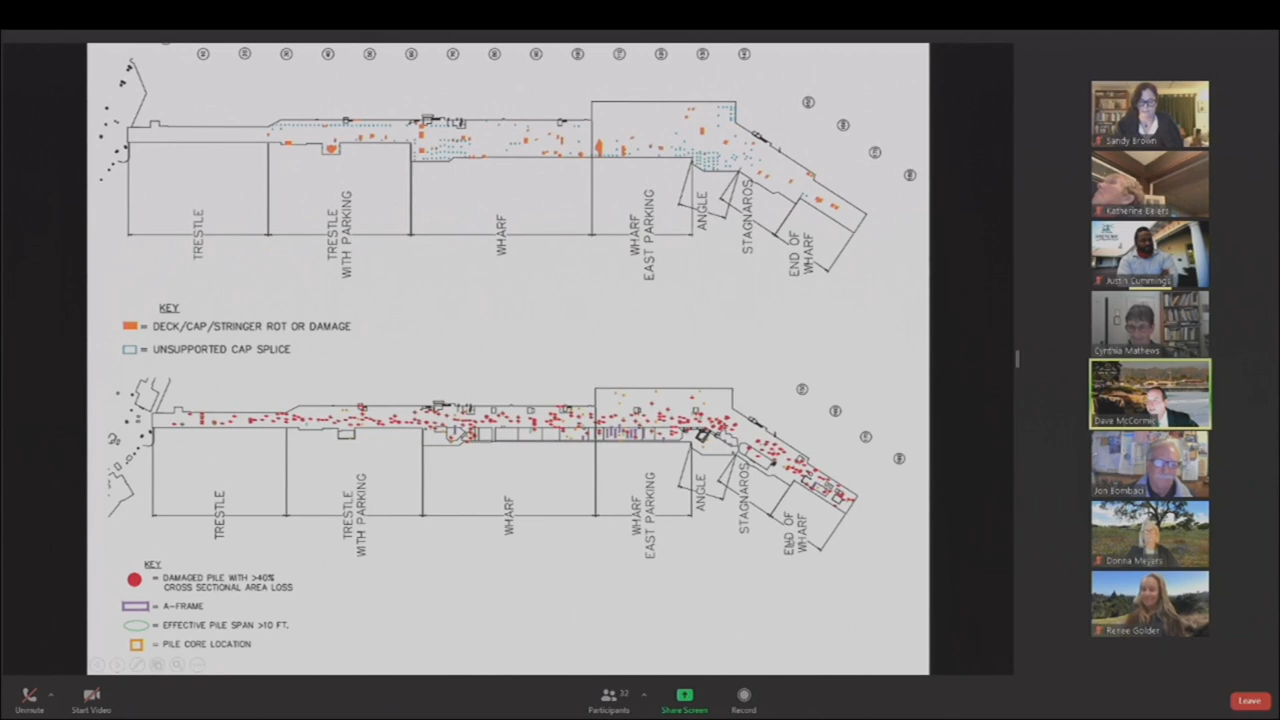 TRESTLE
TRESTLE
WITH PARKING
WHARF
WHARF
EAST PARKING
ANGLE
STAGNAROS
END OF
WHARF
KEY
= DECK/CAP/STRINGER ROT OR DAMAGE
= UNSUPPORTED CAP SPLICE
TRESTLE
TRESTLE
WITH PARKING
WHARF
WHARF
EAST PARKING
ANGLE
STAGNAROS
END OF
WHARF
KEY
= DAMAGED PILE WITH >40%
CROSS SECTIONAL AREA LOSS
= A-FRAME
= EFFECTIVE PILE SPAN >10 FT.
= PILE CORE LOCATION
Sandy Brown
Katherine Beiers
Justin Cummings
Cynthia Mathews
Dave McCormic
Jon Bombaci
Donna Meyers
Renee Golder
Unmute
Start Video
Participants
32
Share Screen
Record
Leave